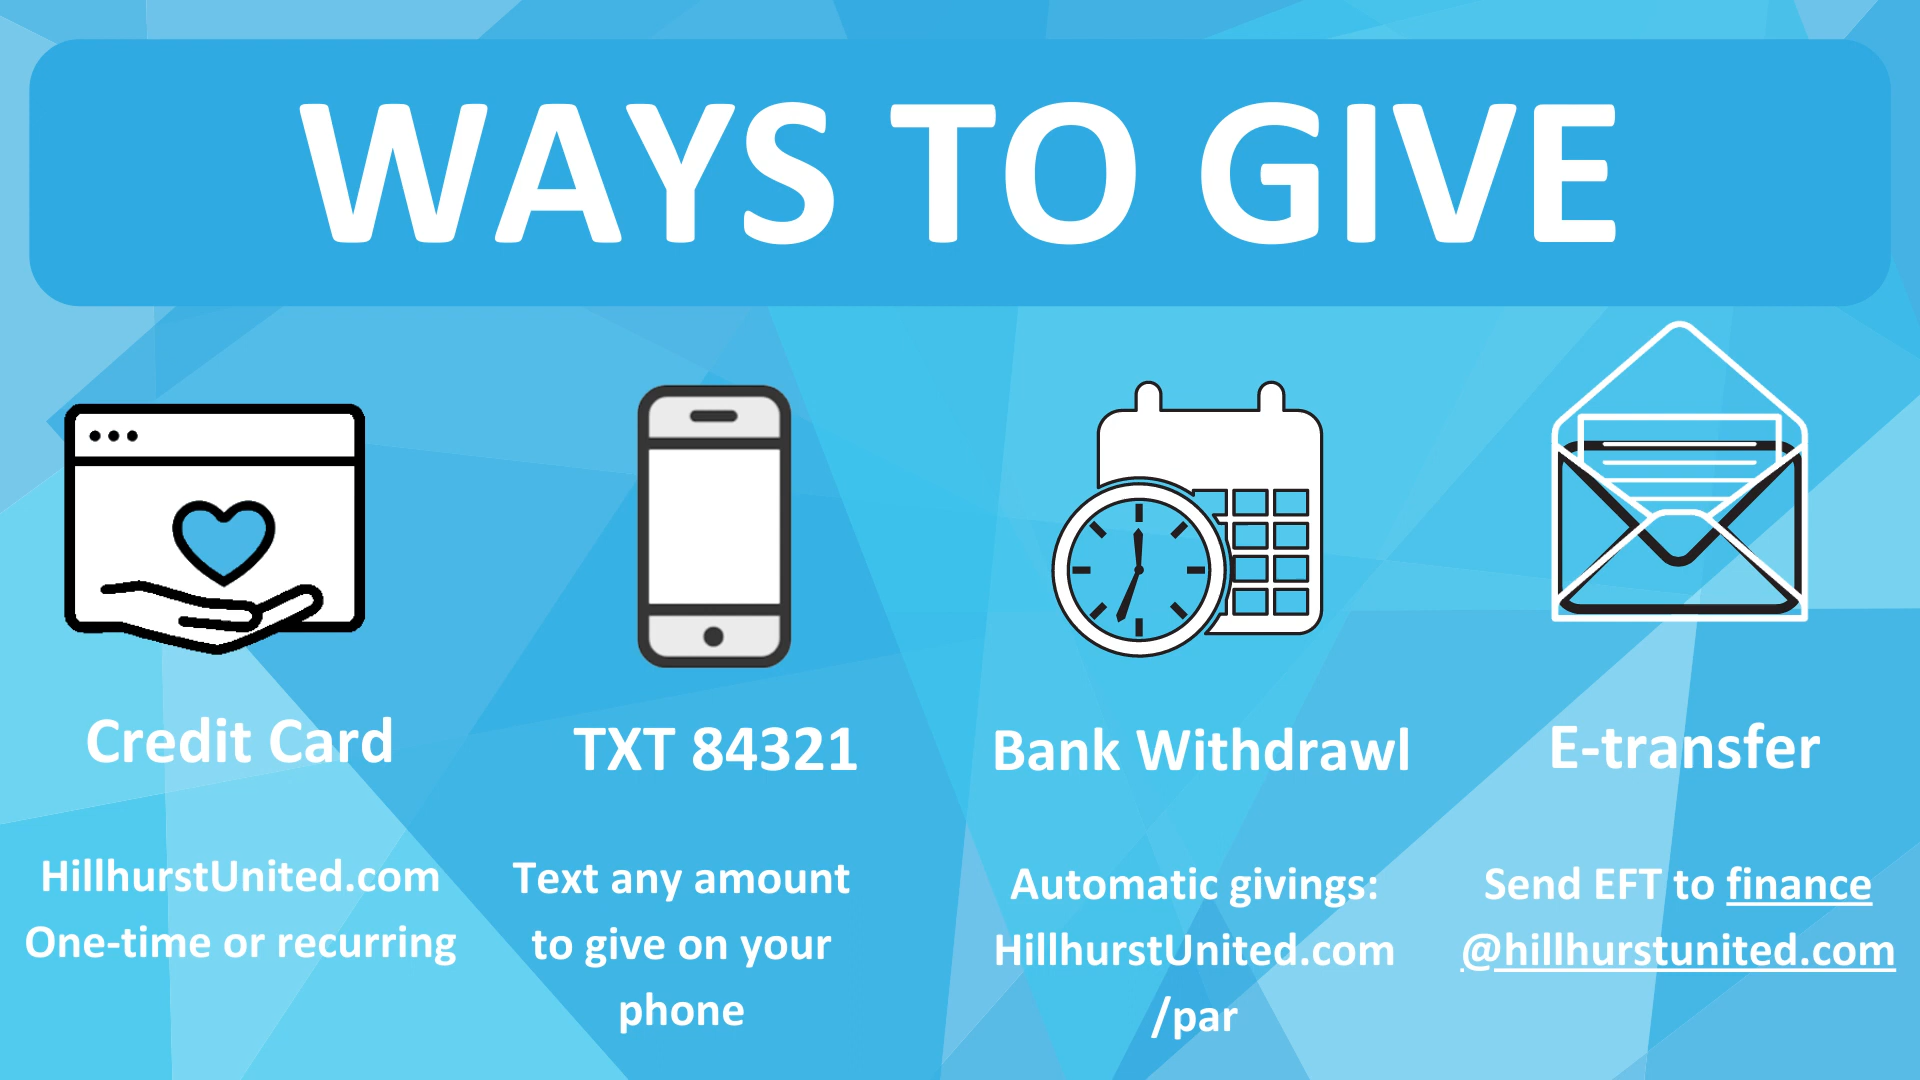 WAYS TO GIVE
Credit Card
HillhurstUnited.com
One-time or recurring
TXT 84321
Text any amount
to give on your
phone
Bank Withdrawl
Automatic givings:
HillhurstUnited.com
/par
E-transfer
Send EFT to finance
@hillhurstunited.com